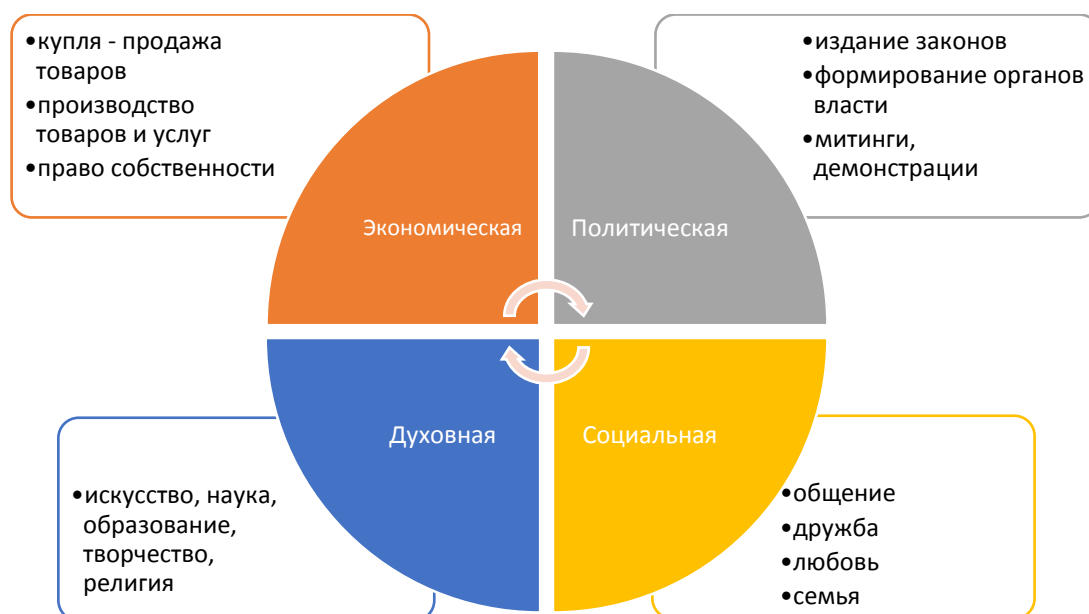 •купля - продажа
товаров
•производство
товаров и услуг
•право собственности
•издание законов
•формирование органов
власти
•митинги,
демонстрации
Экономическая
Политическая
Духовная
Социальная
•искусство, наука,
образование,
творчество,
религия
•общение
•дружба
•любовь
•семья